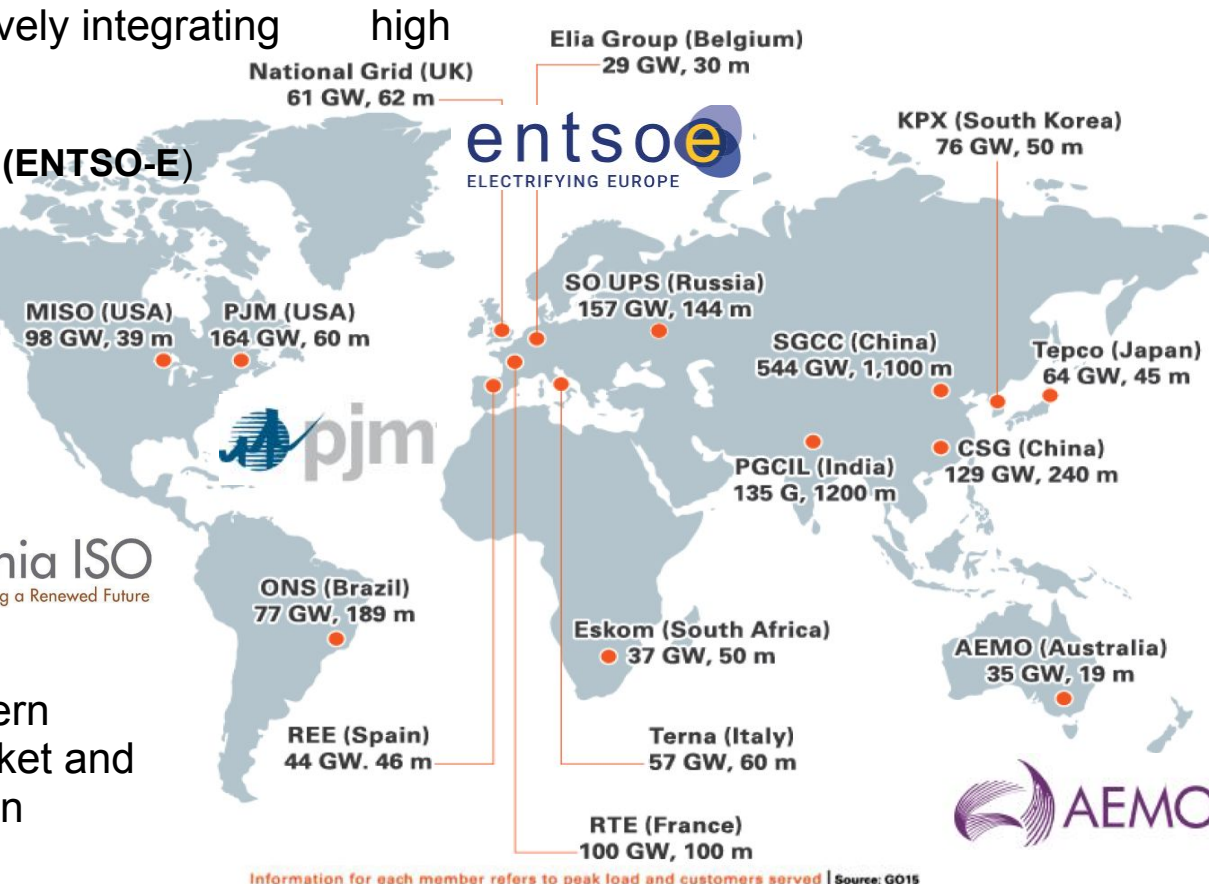 vely integrating high
(ENTSO-E)
Elia Group (Belgium)
29 GW, 30 m
National Grid (UK)
61 GW, 62 m
entsoe
ELECTRIFYING EUROPE
KPX (South Korea)
76 GW, 50 m
MISO (USA)
98 GW, 39 m
PJM (USA)
164 GW, 60 m
SO UPS (Russia)
157 GW, 144 m
SGCC (China)
544 GW, 1,100 m
Tepco (Japan)
64 GW, 45 m
pjm
PGCIL (India)
135 G, 1200 m
CSG (China)
129 GW, 240 m
nia ISO
g a Renewed Future
ONS (Brazil)
77 GW, 189 m
Eskom (South Africa)
37 GW, 50 m
AEMO (Australia)
35 GW, 19 m
ern
ket and
n
REE (Spain)
44 GW. 46 m
Terna (Italy)
57 GW, 60 m
AEMO
RTE (France)
100 GW, 100 m
Information for each member refers to peak load and customers served | Source: GO15